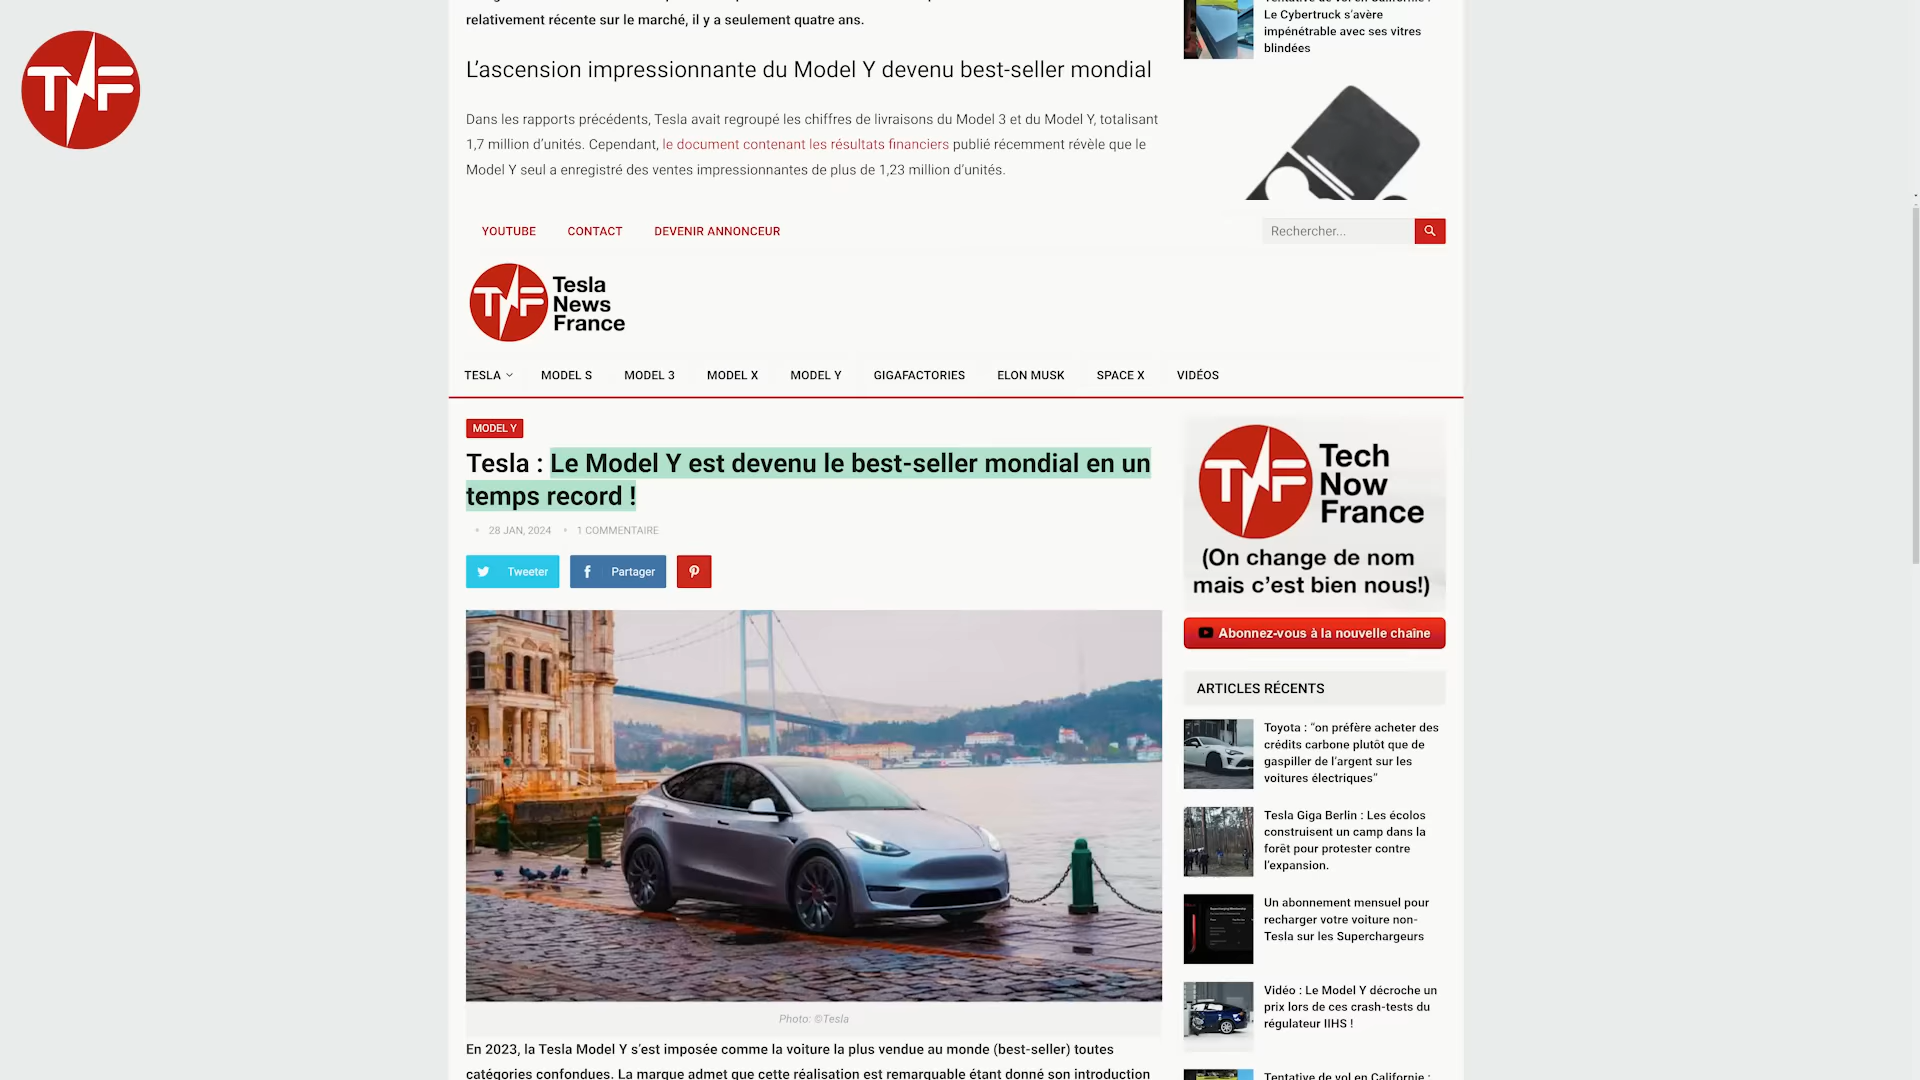 relativement récente sur le marché, il y a seulement quatre ans.
L’ascension impressionnante du Model Y devenu best-seller mondial
Dans les rapports précédents, Tesla avait regroupé les chiffres de livraisons du Model 3 et du Model Y, totalisant
1,7 million d’unités. Cependant, le document contenant les résultats financiers publié récemment révèle que le
Model Y seul a enregistré des ventes impressionnantes de plus de 1,23 million d’unités.
Tentative de vol en Californie :
Le Cybertruck s’avère
impénétrable avec ses vitres
blindées
TNF
YOUTUBE CONTACT DEVENIR ANNONCEUR
Rechercher...
TNF Tesla
News
France
TESLA MODEL S MODEL 3 MODEL X MODEL Y GIGAFACTORIES ELON MUSK SPACE X VIDÉOS
MODEL Y
Tesla : Le Model Y est devenu le best-seller mondial en un
temps record !
28 JAN, 2024 1 COMMENTAIRE
Tweeter Partager
Photo: ©Tesla
En 2023, la Tesla Model Y s’est imposée comme la voiture la plus vendue au monde (best-seller) toutes
catégories confondues. La marque admet que cette réalisation est remarquable étant donné son introduction
TNF Tech
Now
France
(On change de nom
mais c’est bien nous!)
Abonnez-vous à la nouvelle chaîne
ARTICLES RÉCENTS
Toyota : “on préfère acheter des
crédits carbone plutôt que de
gaspiller de l’argent sur les
voitures électriques”
Tesla Giga Berlin : Les écolos
construisent un camp dans la
forêt pour protester contre
l’expansion.
Un abonnement mensuel pour
recharger votre voiture non-
Tesla sur les Superchargeurs
Vidéo : Le Model Y décroche un
prix lors de ces crash-tests du
régulateur IIHS !
Tentative de vol en Californie :